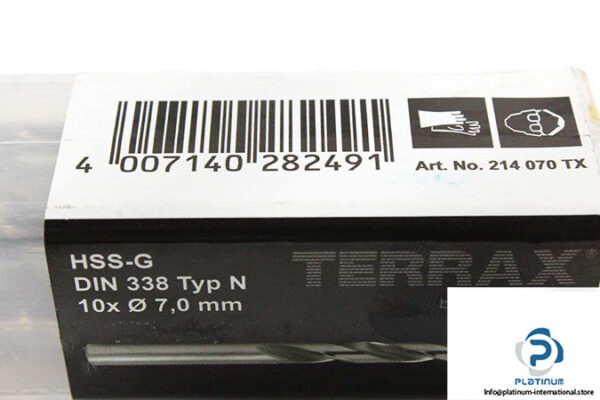 4 007140 282491
Art. No. 214 070 TX
HSS-G
DIN 338 Typ N
10x Ø 7,0 mm
TERRAX
PLATINUM
Info@platinum-international.store